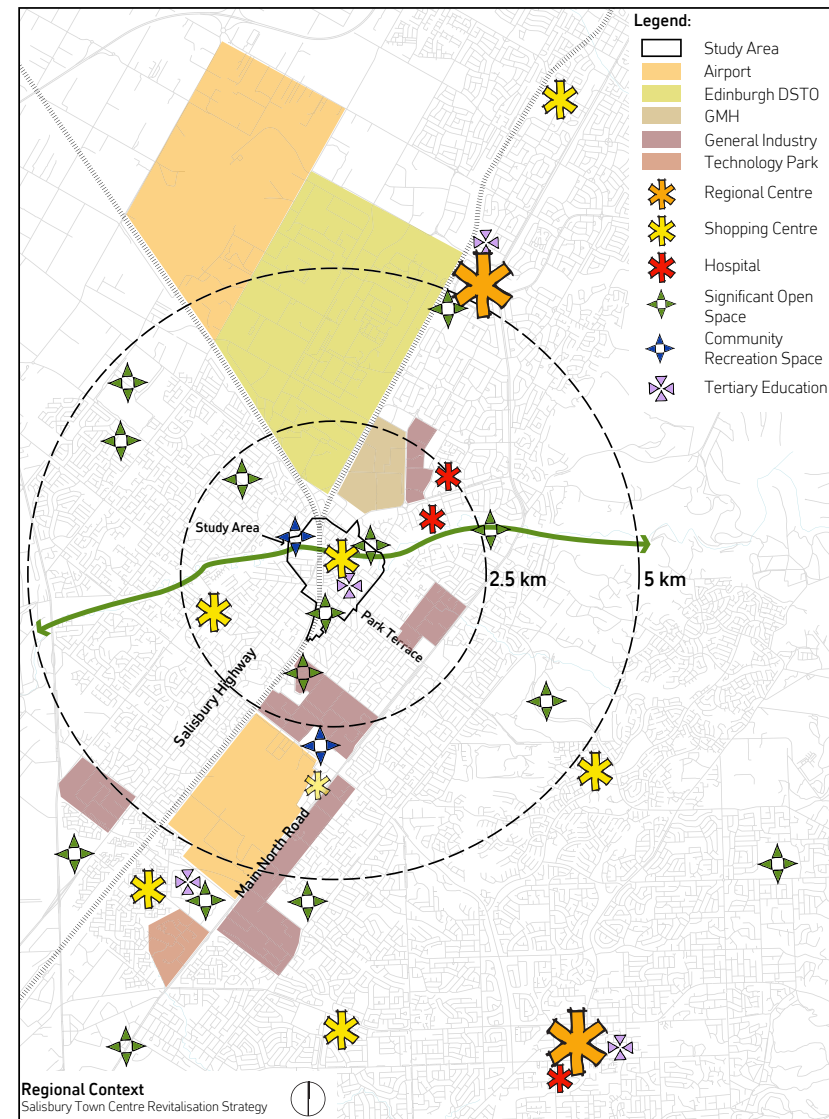 Legend:
Study Area
Airport
Edinburgh DSTO
GMH
General Industry
Technology Park
Regional Centre
Shopping Centre
Hospital
Significant Open
Space
Community
Recreation Space
Tertiary Education
Study Area
2.5 km
5 km
Park Terrace
Salisbury Highway
Main North Road
Regional Context
Salisbury Town Centre Revitalisation Strategy